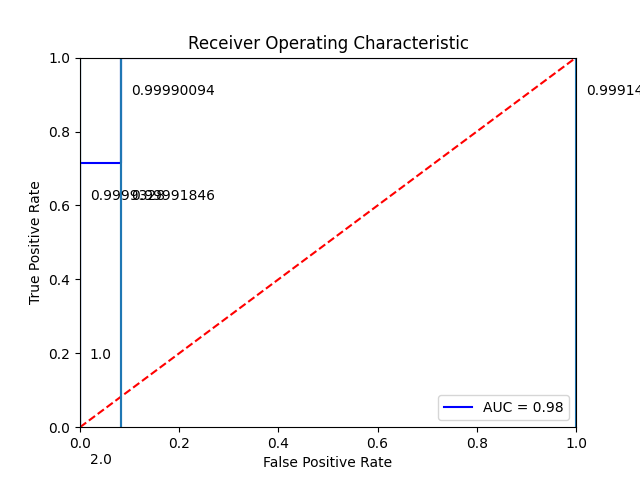 Receiver Operating Characteristic
1.0
0.99990094
0.99914
0.8
0.99991846
0.6
True Positive Rate
0.4
1.0
0.2
AUC = 0.98
0.0
0.0 0.2 0.4 0.6 0.8 1.0
2.0
False Positive Rate